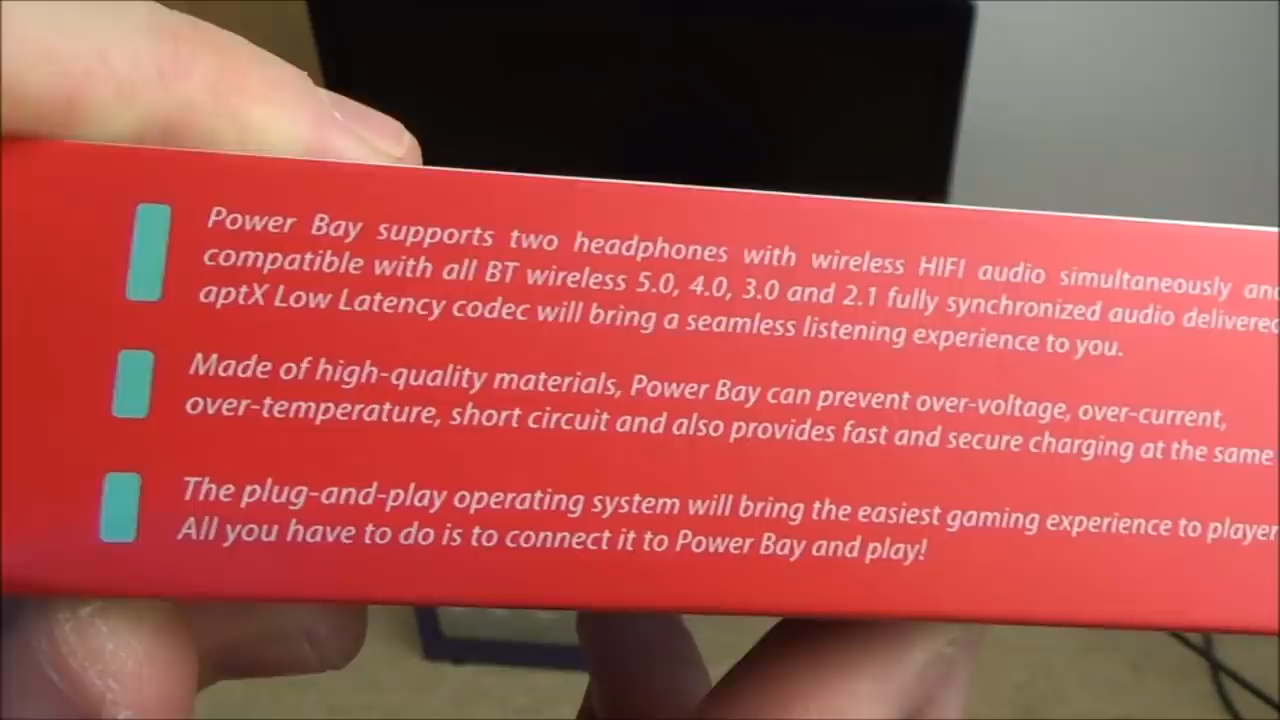 Power Bay supports two headphones with wireless HIFI audio simultaneously and
compatible with all BT wireless 5.0, 4.0, 3.0 and 2.1 fully synchronized audio delivered
aptX Low Latency codec will bring a seamless listening experience to you.
Made of high-quality materials, Power Bay can prevent over-voltage, over-current,
over-temperature, short circuit and also provides fast and secure charging at the same
The plug-and-play operating system will bring the easiest gaming experience to player
All you have to do is to connect it to Power Bay and play!